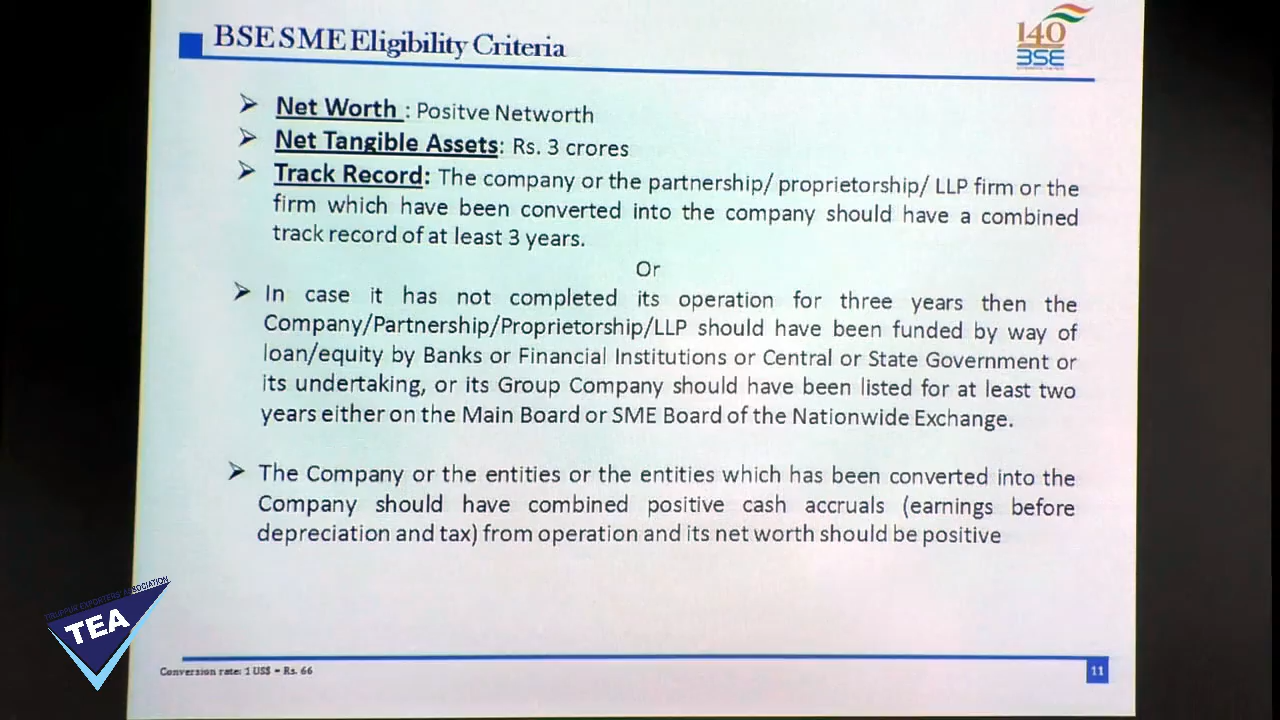 BSE SME Eligibility Criteria
140
BSE
➢ Net Worth : Positve Networth
➢ Net Tangible Assets: Rs. 3 crores
➢ Track Record: The company or the partnership/ proprietorship/ LLP firm or the
firm which have been converted into the company should have a combined
track record of at least 3 years.
Or
➢ In case it has not completed its operation for three years then the
Company/Partnership/Proprietorship/LLP should have been funded by way of
loan/equity by Banks or Financial Institutions or Central or State Government or
its undertaking, or its Group Company should have been listed for at least two
years either on the Main Board or SME Board of the Nationwide Exchange.
➢ The Company or the entities or the entities which has been converted into the
Company should have combined positive cash accruals (earnings before
depreciation and tax) from operation and its net worth should be positive
TIRUPUR EXPORTERS' ASSOCIATION
TEA
Conversion rate: 1 US$ = Rs. 66
11